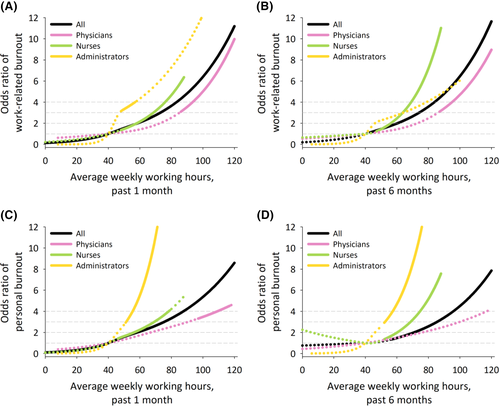 (A)
Odds ratio of
work-related burnout
12
10
8
6
4
2
0
All
Physicians
Nurses
Administrators
0 20 40 60 80 100 120
Average weekly working hours,
past 1 month
(B)
Odds ratio of
work-related burnout
12
10
8
6
4
2
0
All
Physicians
Nurses
Administrators
0 20 40 60 80 100 120
Average weekly working hours,
past 6 months
(C)
Odds ratio of
personal burnout
12
10
8
6
4
2
0
All
Physicians
Nurses
Administrators
0 20 40 60 80 100 120
Average weekly working hours,
past 1 month
(D)
Odds ratio of
personal burnout
12
10
8
6
4
2
0
All
Physicians
Nurses
Administrators
0 20 40 60 80 100 120
Average weekly working hours,
past 6 months